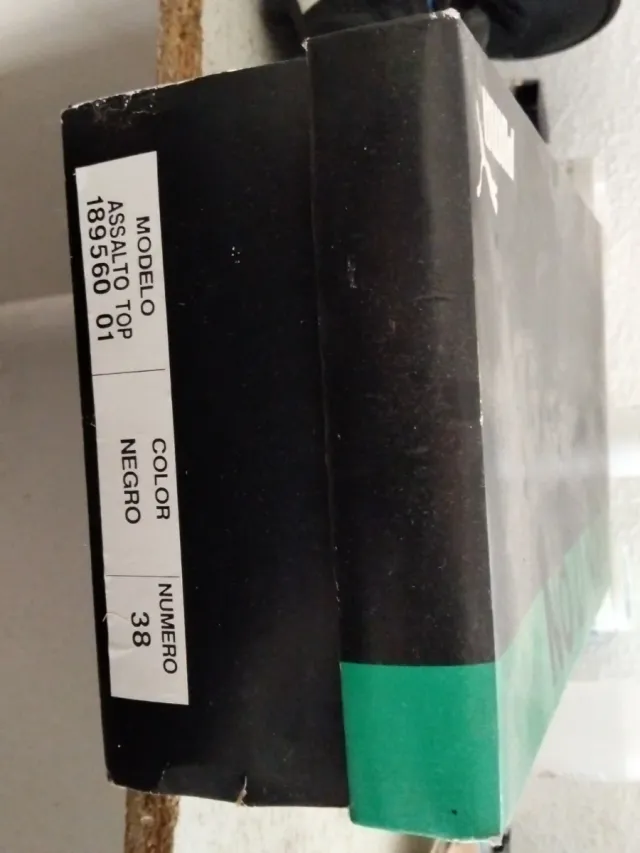 MODELO
ASSALTO TOP
189560 01
COLOR
NEGRO
NUMERO
38